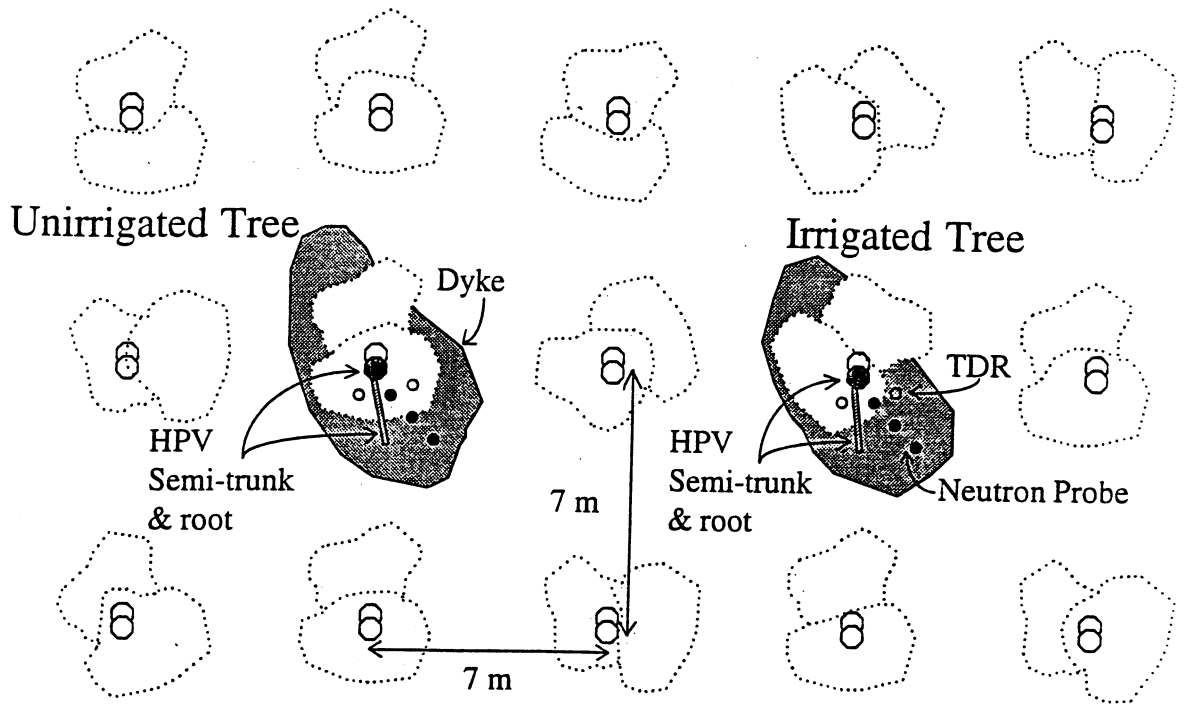 Unirrigated Tree
Irrigated Tree
Dyke
TDR
HPV
Semi-trunk
& root
HPV
Semi-trunk
& root
Neutron Probe
7 m
7 m